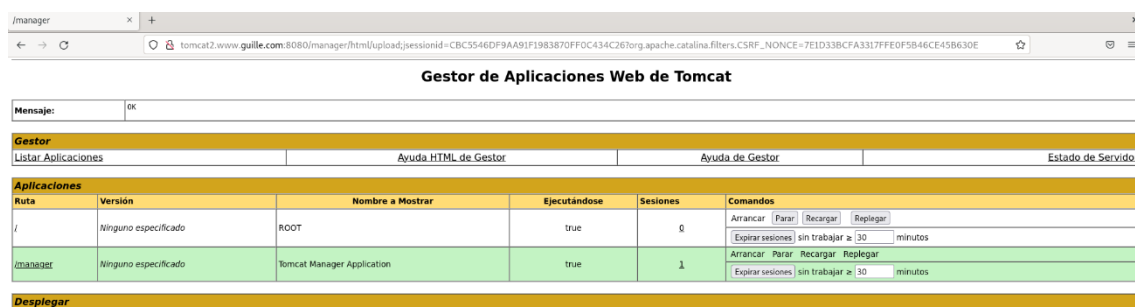 /manager
tomcat2.www.guille.com:8080/manager/html/upload;jsessionid=CBC5546DF9AA91F1983870FF0C434C26?org.apache.catalina.filters.CSRF_NONCE=7E1D33BCFA3317FFE0F5B46CE45B630E
Gestor de Aplicaciones Web de Tomcat
Mensaje: OK
Gestor
Listar Aplicaciones Ayuda HTML de Gestor Ayuda de Gestor Estado de Servido
Aplicaciones
Ruta Versión Nombre a Mostrar Ejecutándose Sesiones Comandos
/ Ninguno especificado ROOT true 0 Arrancar Parar Recargar Replegar
Expirar sesiones sin trabajar ≥ 30 minutos
/manager Ninguno especificado Tomcat Manager Application true 1 Arrancar Parar Recargar Replegar
Expirar sesiones sin trabajar ≥ 30 minutos
Desplegar